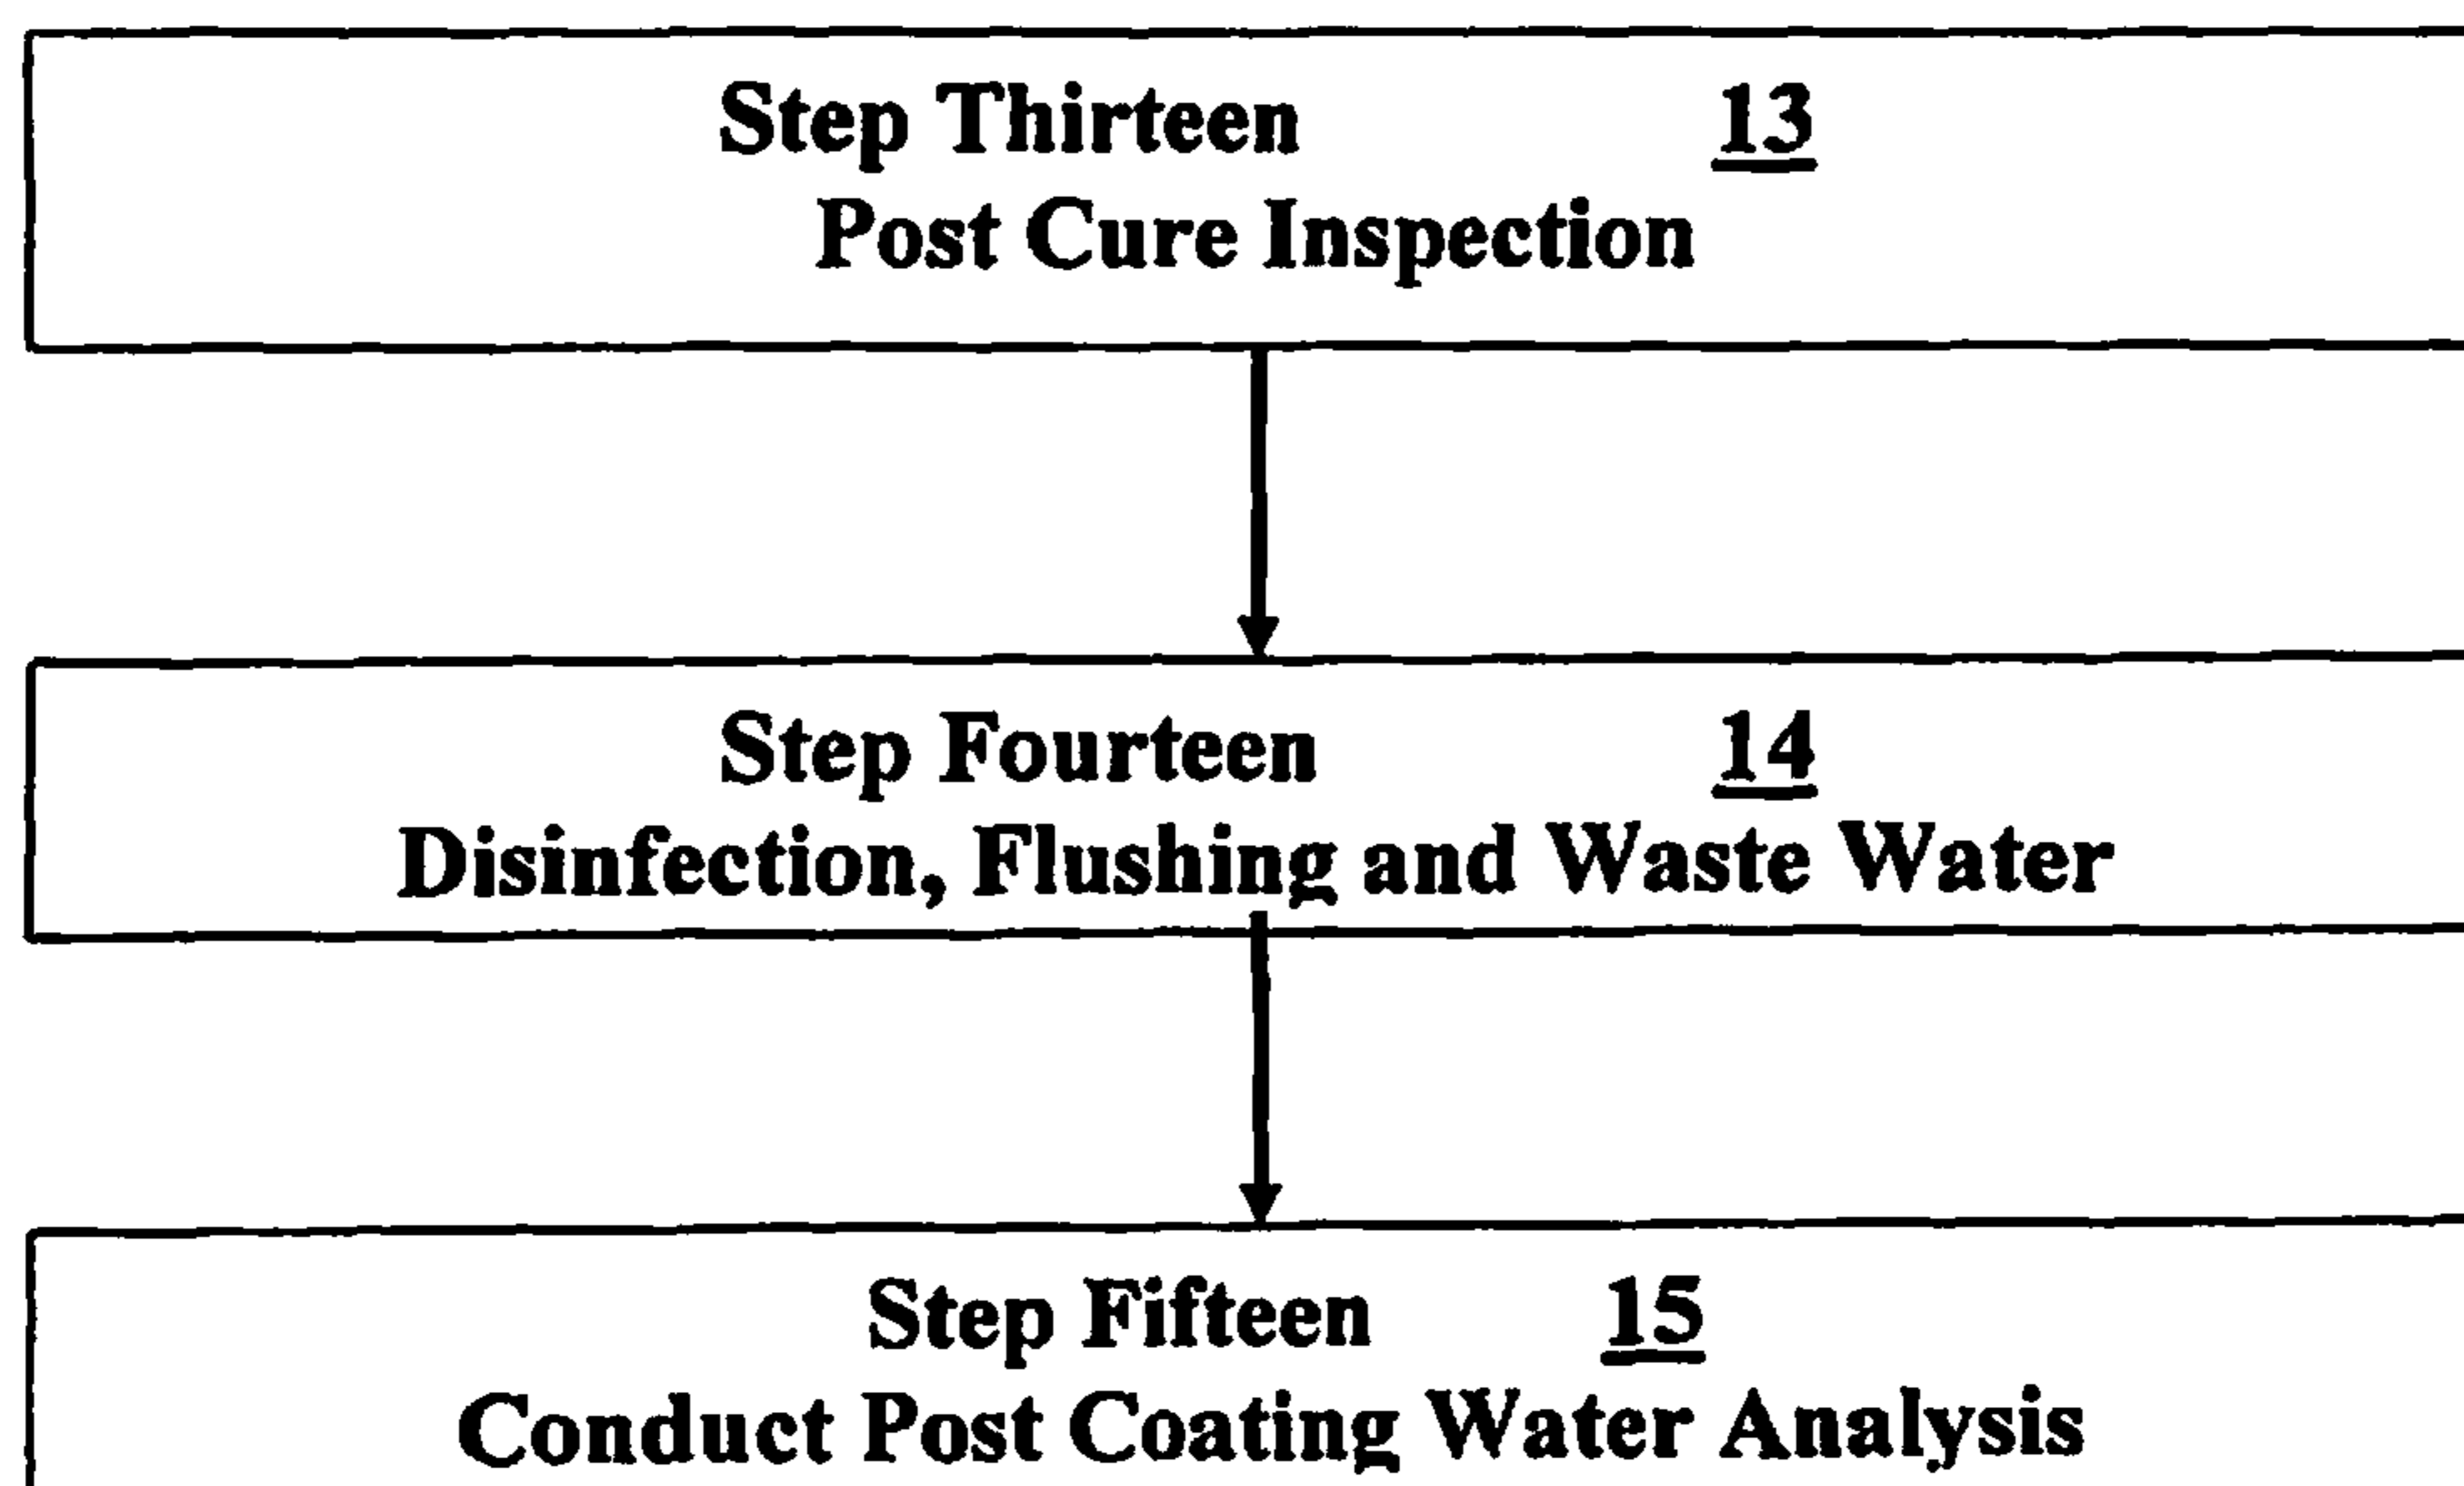 Step Thirteen 13
Post Cure Inspection
Step Fourteen 14
Disinfection, Flushing and Waste Water
Step Fifteen 15
Conduct Post Coating Water Analysis